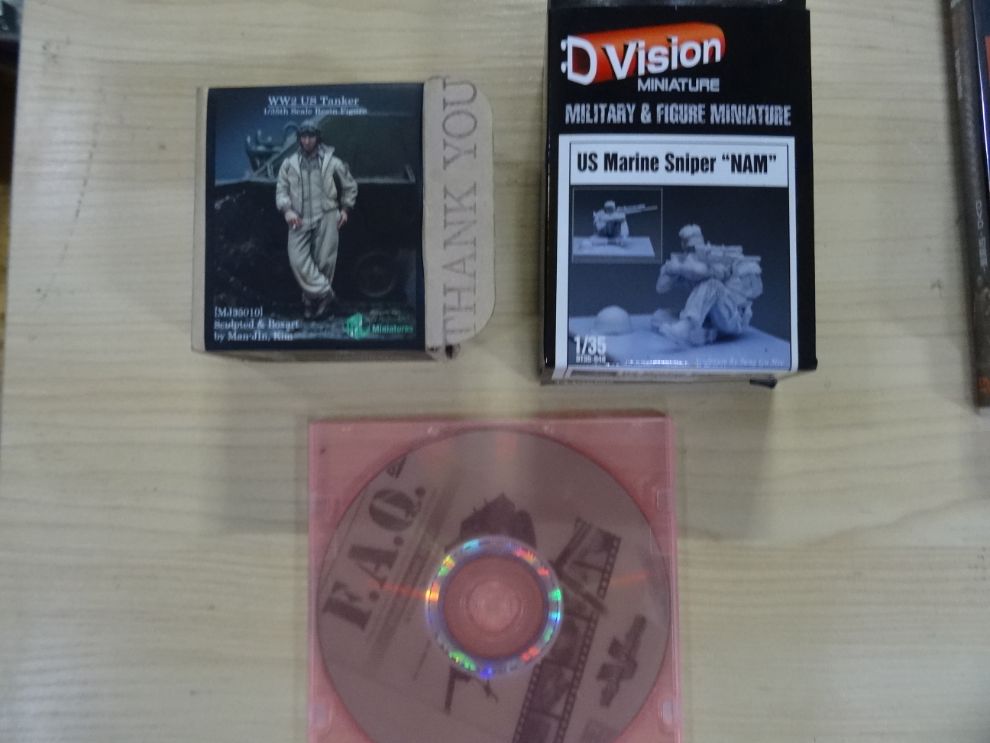 WW2 US Tanker
1/35th Scale Resin Figure
[MJ35010]
Sculpted & Boxart
by Man-Jin, Kim
Miniatures
THANK YOU
D Vision
MINIATURE
MILITARY & FIGURE MINIATURE
US Marine Sniper "NAM"
1/35
F.A.Q.